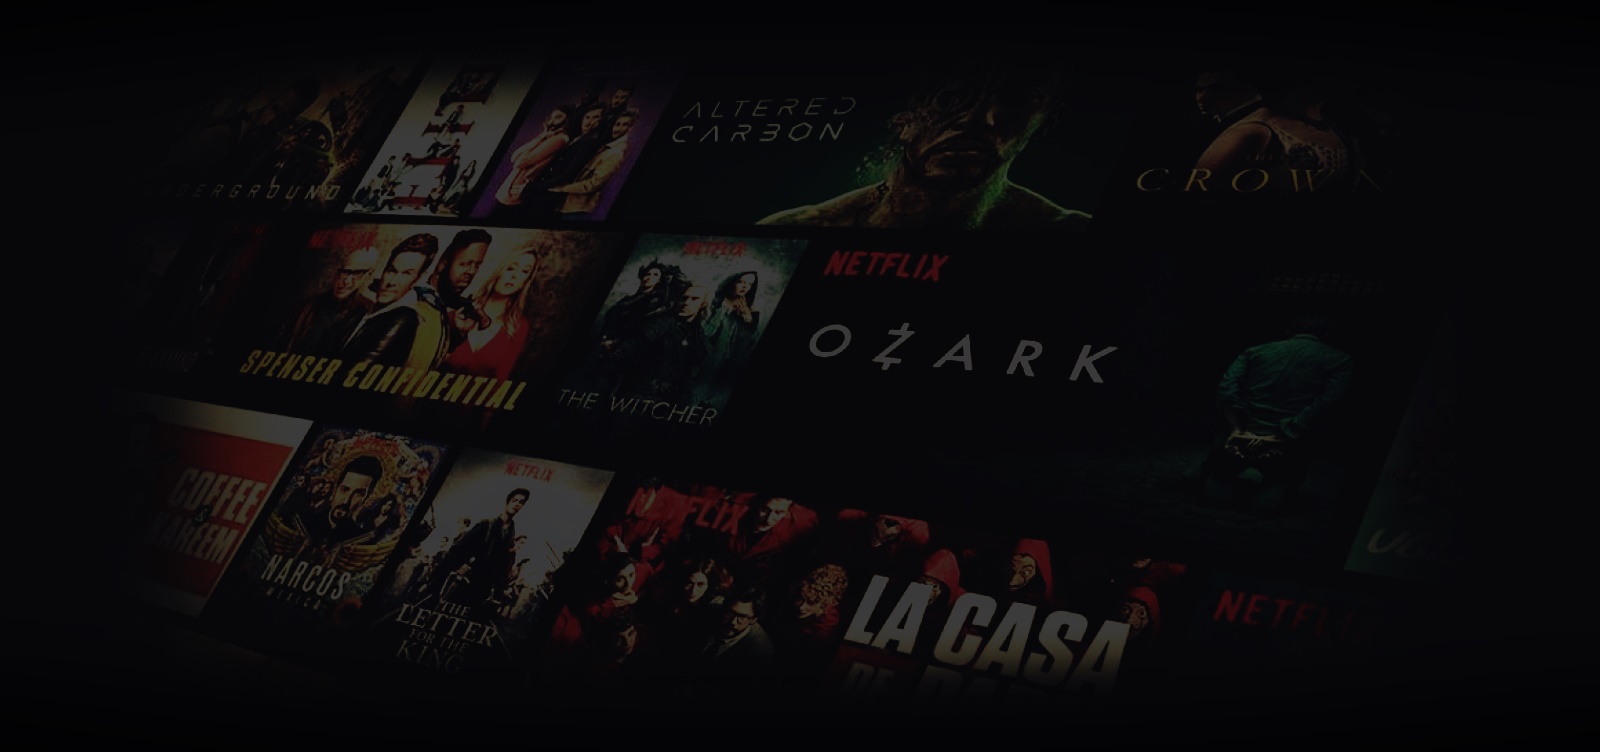 ALTERED
CARBON
CROWN
NETFLIX
SPENSER CONFIDENTIAL
NETFLIX
THE WITCHER
NETFLIX
OZARK
COFFEE
&
KAREEM
NARCOS
NETFLIX
THE
LETTER
FOR THE
KING
NETFLIX
LA CASA
DE
NETFLIX